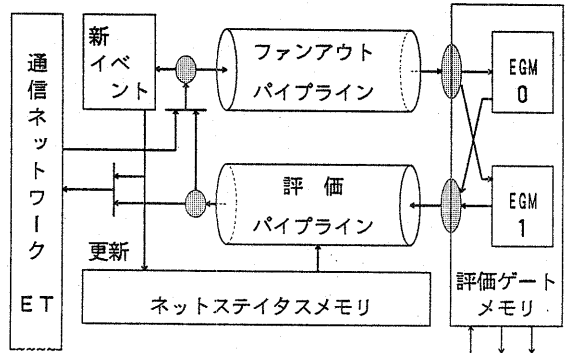 通信ネットワーク
ET
新
イベ
ント
ファンアウト
パイプライン
EGM
0
評価
パイプライン
EGM
1
更新
ネットステイタスメモリ
評価ゲート
メモリ